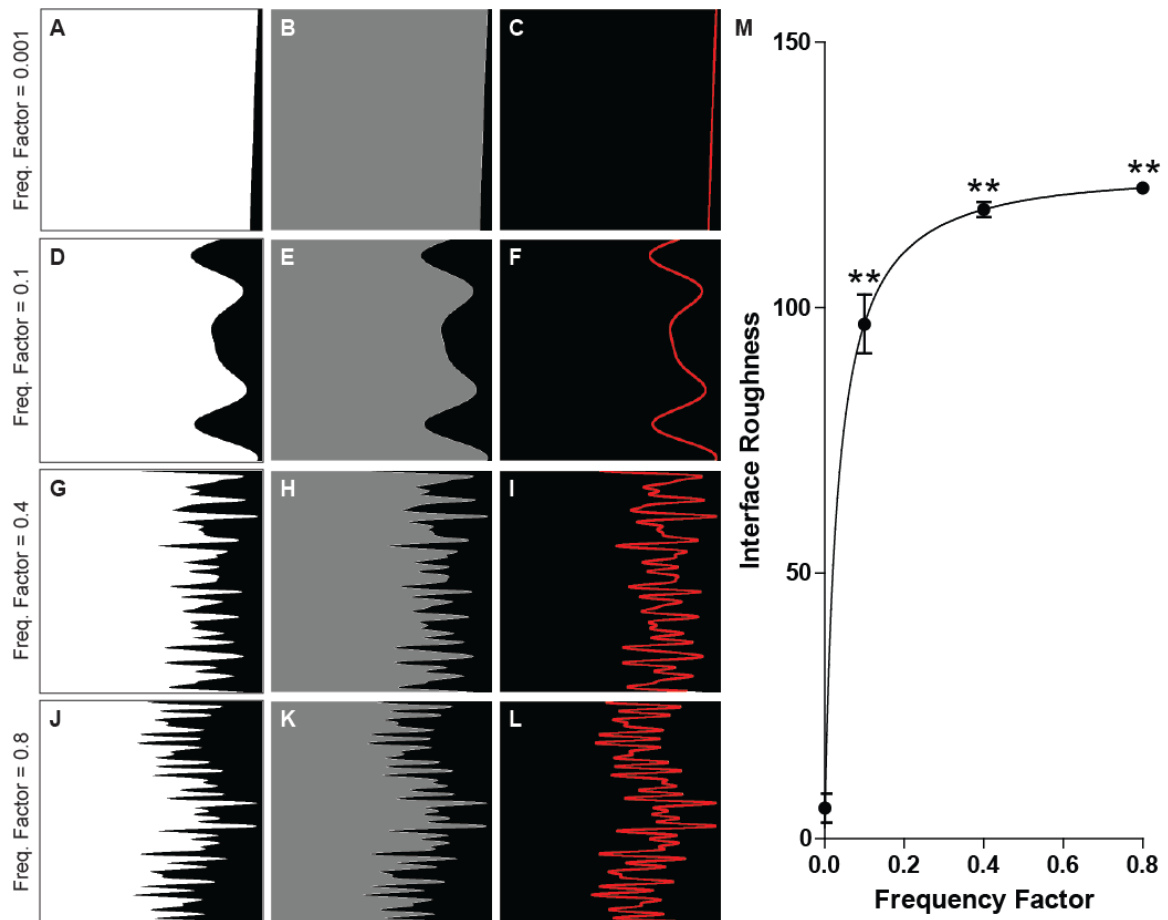 Freq. Factor = 0.001
A
B
C
Freq. Factor = 0.1
D
E
F
Freq. Factor = 0.4
G
H
I
Freq. Factor = 0.8
J
K
L
M
Interface Roughness
150
100
50
0
**
**
**
0.0 0.2 0.4 0.6 0.8
Frequency Factor